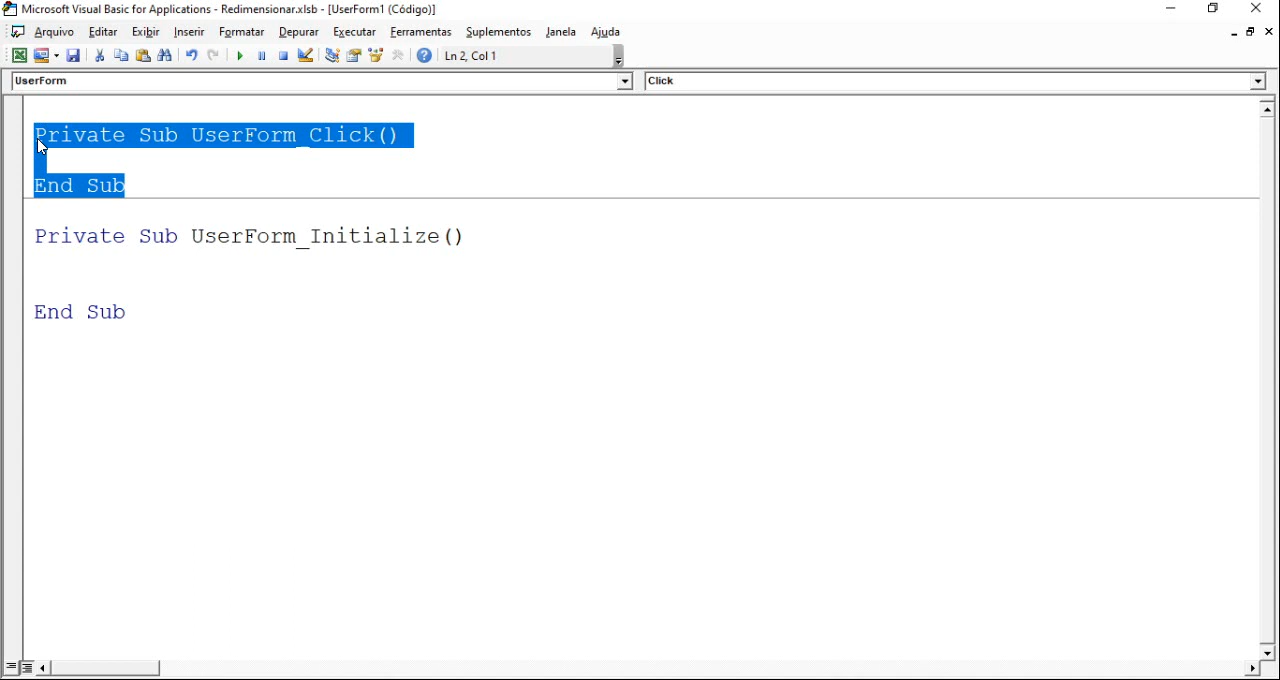 Microsoft Visual Basic for Applications - Redimensionar.xlsb - [UserForm1 (Código)]
Arquivo Editar Exibir Inserir Formatar Depurar Executar Ferramentas Suplementos Janela Ajuda
Ln 2, Col 1
UserForm Click
Private Sub UserForm_Click()
End Sub
Private Sub UserForm_Initialize()
End Sub